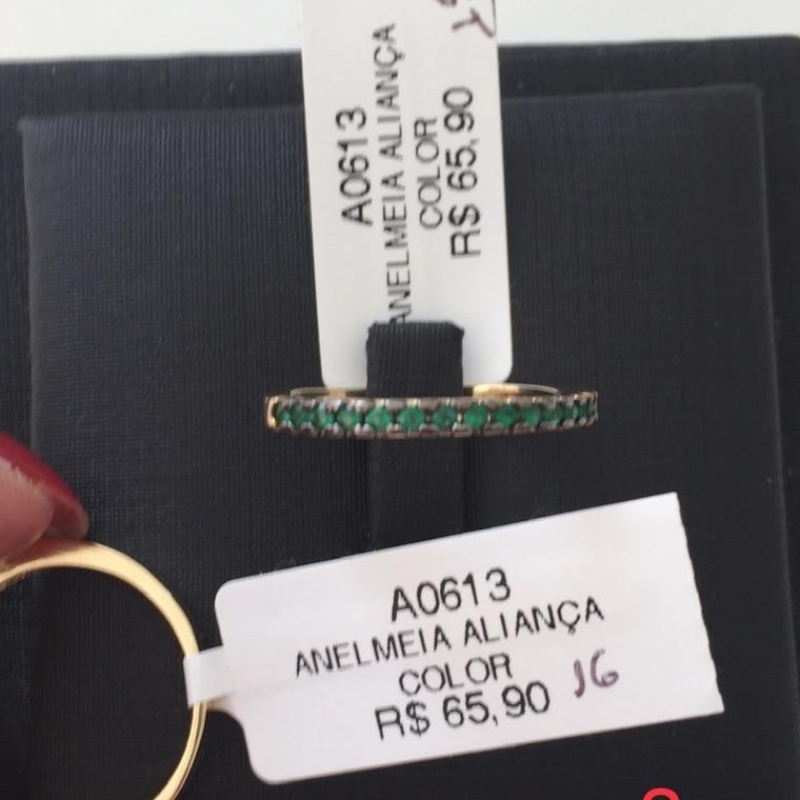 A0613
ANELMEIA ALIANÇA
COLOR
R$ 65,90
A0613
ANELMEIA ALIANÇA
COLOR
R$ 65,90 16